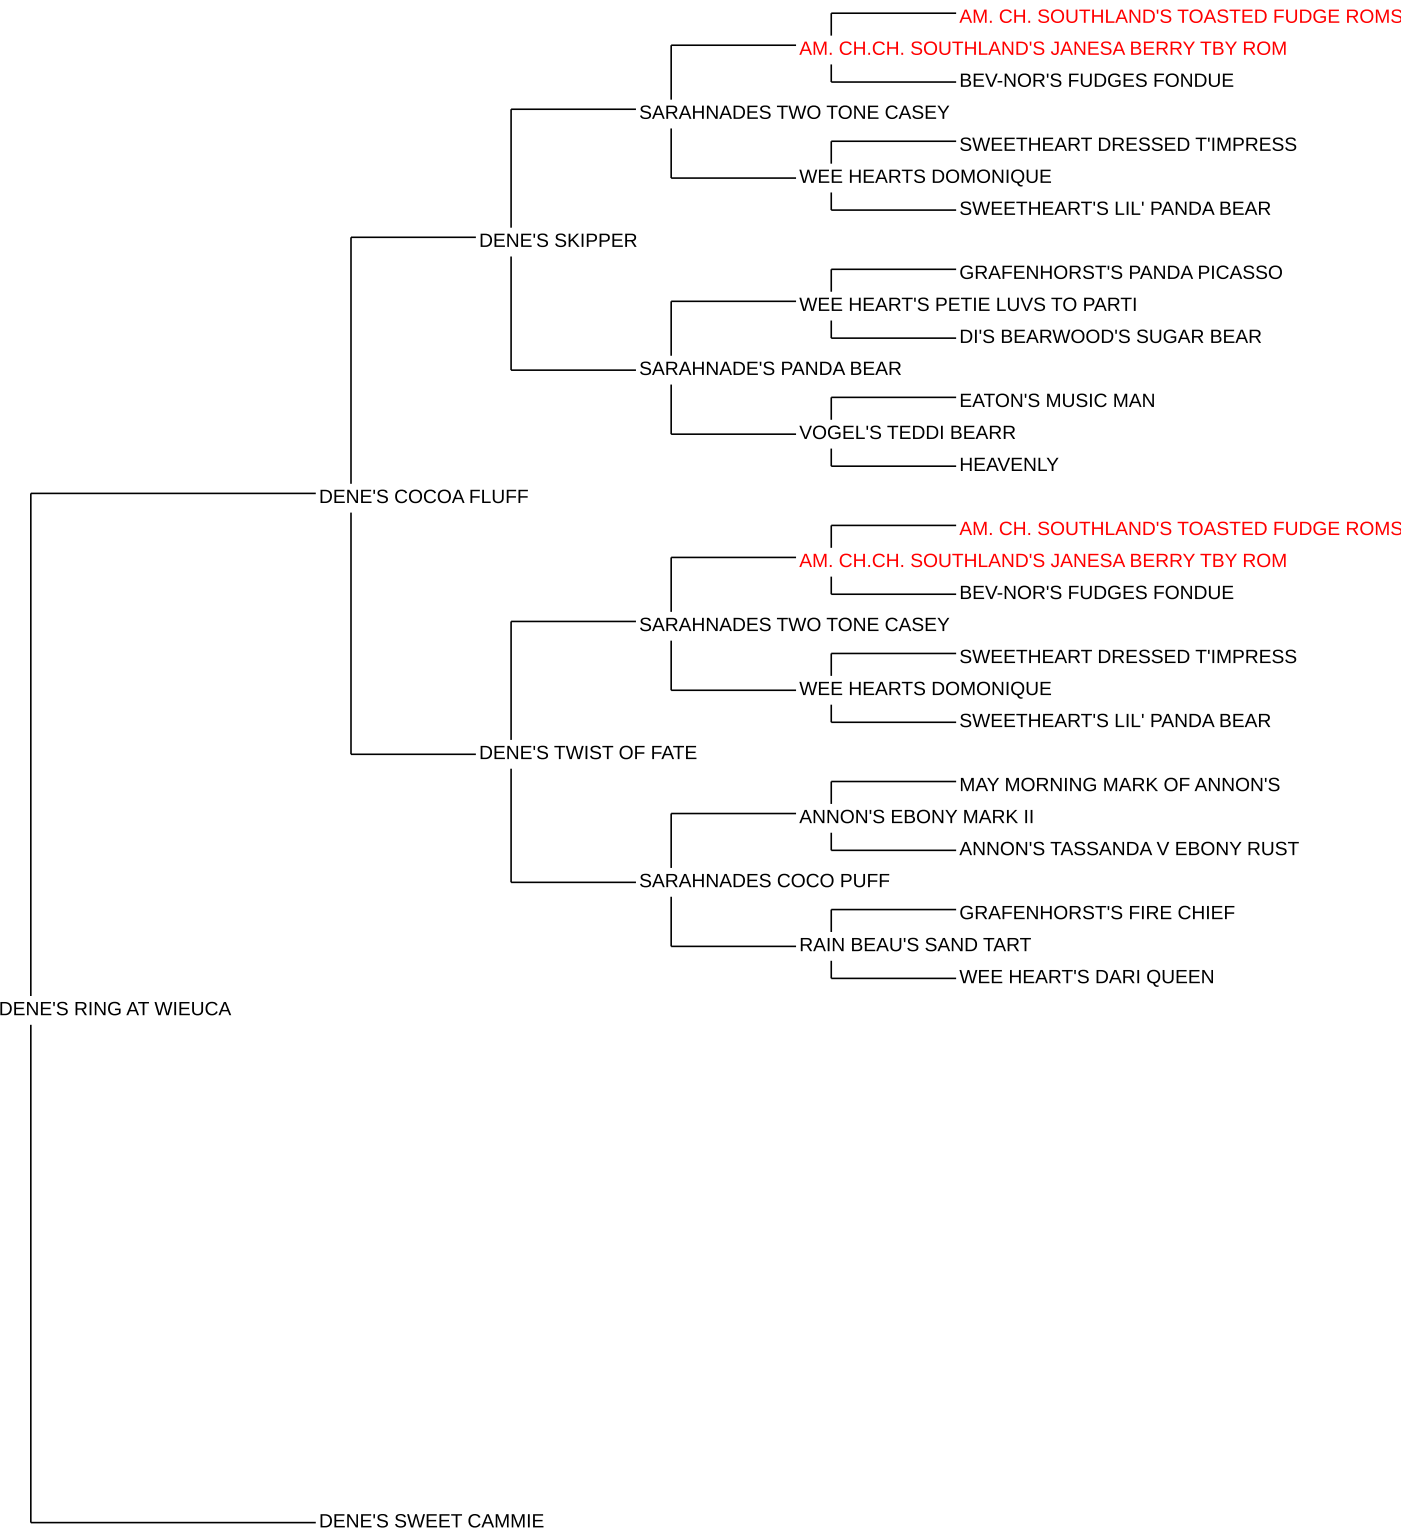 AM. CH. SOUTHLAND'S TOASTED FUDGE ROMS
AM. CH.CH. SOUTHLAND'S JANESA BERRY TBY ROM
BEV-NOR'S FUDGES FONDUE
SARAHNADES TWO TONE CASEY
SWEETHEART DRESSED T'IMPRESS
WEE HEARTS DOMONIQUE
SWEETHEART'S LIL' PANDA BEAR
DENE'S SKIPPER
GRAFENHORST'S PANDA PICASSO
WEE HEART'S PETIE LUVS TO PARTI
DI'S BEARWOOD'S SUGAR BEAR
SARAHNADE'S PANDA BEAR
EATON'S MUSIC MAN
VOGEL'S TEDDI BEARR
HEAVENLY
DENE'S COCOA FLUFF
AM. CH. SOUTHLAND'S TOASTED FUDGE ROMS
AM. CH.CH. SOUTHLAND'S JANESA BERRY TBY ROM
BEV-NOR'S FUDGES FONDUE
SARAHNADES TWO TONE CASEY
SWEETHEART DRESSED T'IMPRESS
WEE HEARTS DOMONIQUE
SWEETHEART'S LIL' PANDA BEAR
DENE'S TWIST OF FATE
MAY MORNING MARK OF ANNON'S
ANNON'S EBONY MARK II
ANNON'S TASSANDA V EBONY RUST
SARAHNADES COCO PUFF
GRAFENHORST'S FIRE CHIEF
RAIN BEAU'S SAND TART
WEE HEART'S DARI QUEEN
DENE'S RING AT WIEUCA
DENE'S SWEET CAMMIE